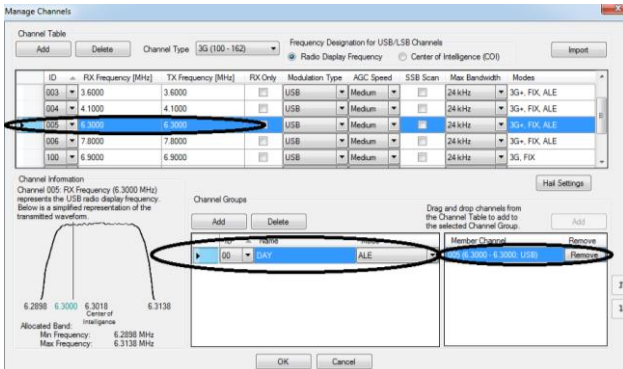 Manage Channels
Channel Table
Add Delete Channel Type 3G (100 - 162) Frequency Designation for USB/LSB Channels
Radio Display Frequency Center of Intelligence (COI) Import
ID RX Frequency [MHz] TX Frequency [MHz] RX Only Modulation Type AGC Speed SSB Scan Max Bandwidth Modes
003 3.6000 3.6000 USB Medium 24 kHz 3G+, FIX, ALE
004 4.1000 4.1000 USB Medium 24 kHz 3G+, FIX, ALE
005 6.3000 6.3000 USB Medium 24 kHz 3G+, FIX, ALE
006 7.8000 7.8000 USB Medium 24 kHz 3G+, FIX, ALE
100 6.9000 6.9000 USB Medium 24 kHz 3G, FIX
Hail Settings
Channel Information
Channel 005: RX Frequency (6.3000 MHz)
represents the USB radio display frequency.
Below is a simplified representation of the
transmitted waveform.
6.2898 6.3000 6.3018 6.3138
Center of
Intelligence
Allocated Band:
Min Frequency: 6.2898 MHz
Max Frequency: 6.3138 MHz
Channel Groups
Add Delete
ID Name Mode
00 DAY ALE
Drag and drop channels from
the Channel Table to add to
the selected Channel Group.
Add
Member Channel Remove
005 (6.3000 - 6.3000, USB) Remove
OK Cancel